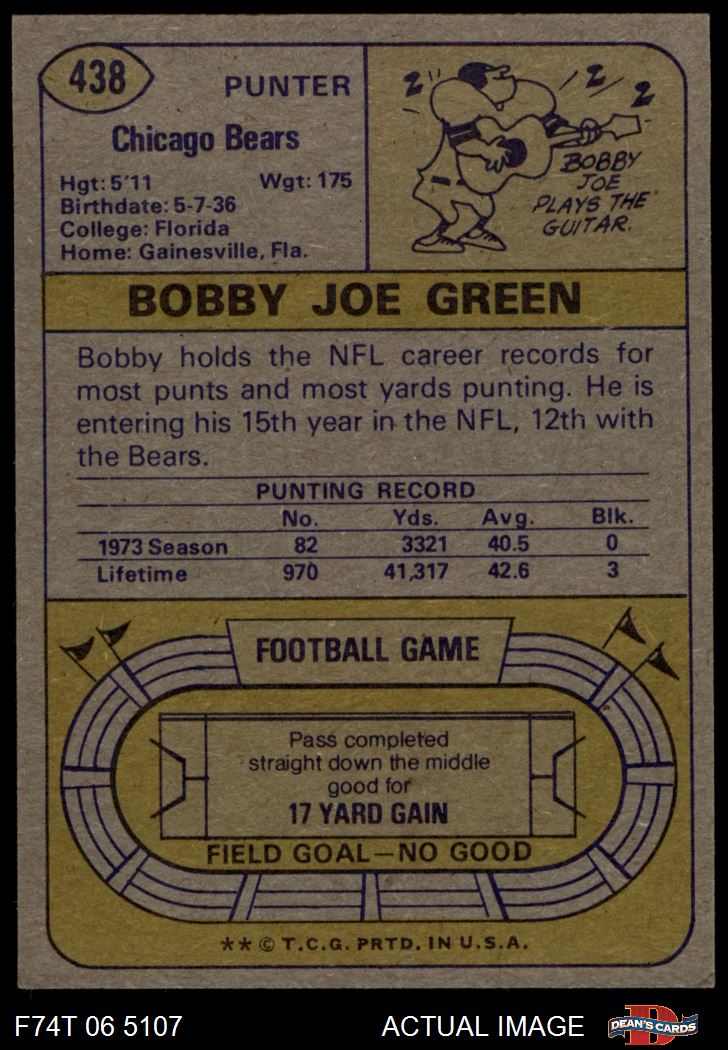 438
PUNTER
Chicago Bears
Hgt: 5'11 Wgt: 175
Birthdate: 5-7-36
College: Florida
Home: Gainesville, Fla.
Z Z Z
BOBBY
JOE
PLAYS THE
GUITAR.
BOBBY JOE GREEN
Bobby holds the NFL career records for
most punts and most yards punting. He is
entering his 15th year in the NFL, 12th with
the Bears.
PUNTING RECORD
No. Yds. Avg. Blk.
1973 Season 82 3321 40.5 0
Lifetime 970 41,317 42.6 3
FOOTBALL GAME
Pass completed
straight down the middle
good for
17 YARD GAIN
FIELD GOAL—NO GOOD
** © T.C.G. PRTD. IN U.S.A.
F74T 06 5107 ACTUAL IMAGE
D
DEAN'S CARDS